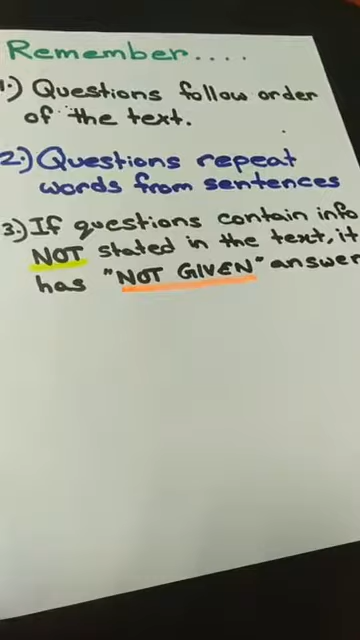 Remember....
1.) Questions follow order
of the text.
2.) Questions repeat
words from sentences
3.) If questions contain info
NOT stated in the text, it
has "NOT GIVEN" answer